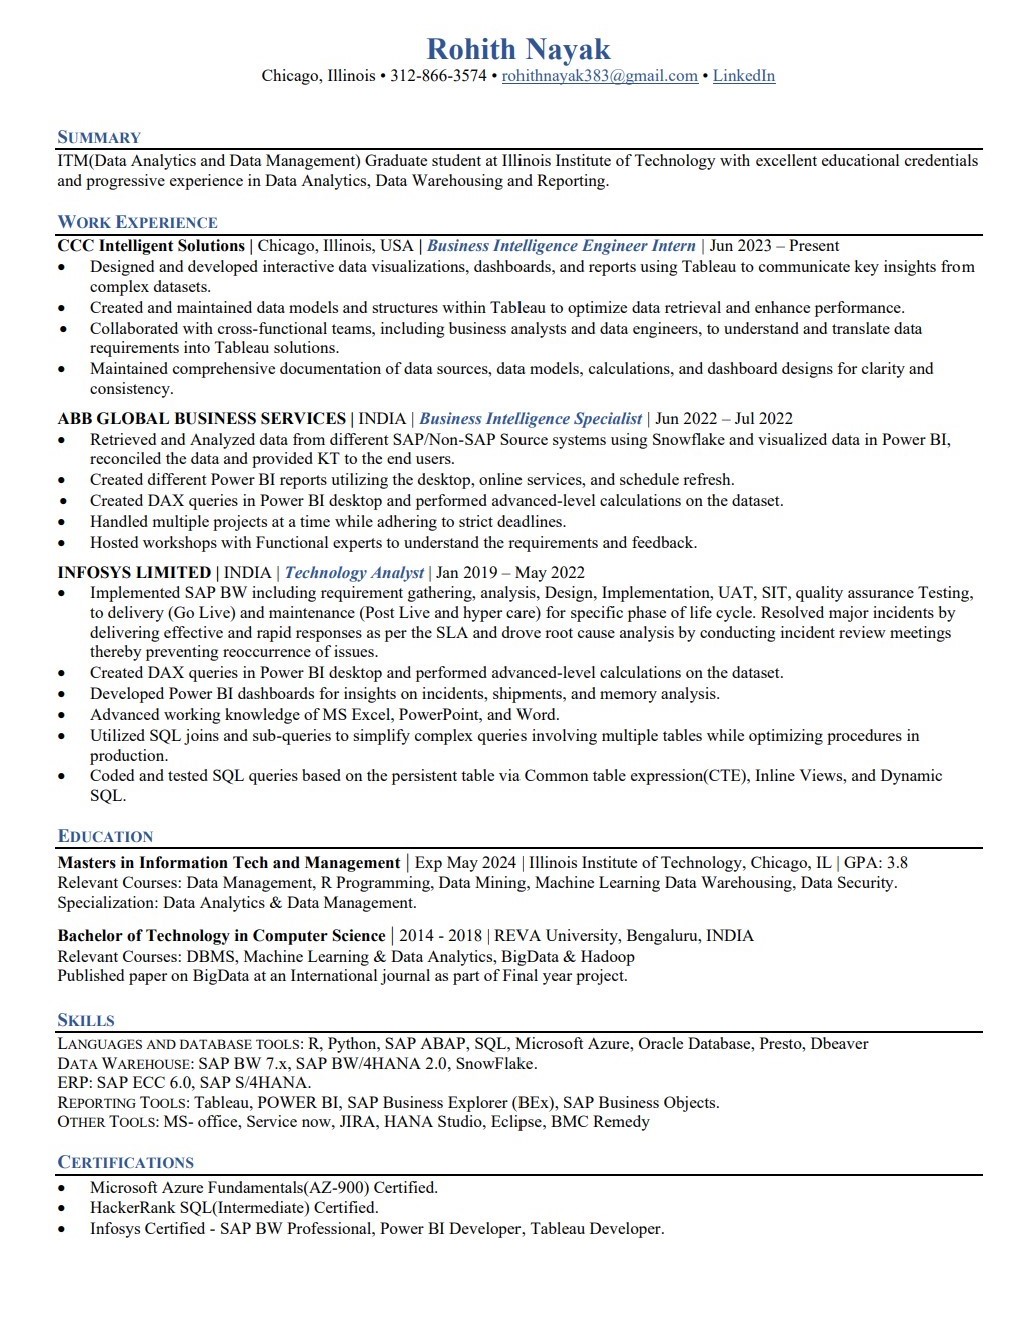 Rohith Nayak
Chicago, Illinois • 312-866-3574 • rohithnayak383@gmail.com • LinkedIn
SUMMARY
ITM(Data Analytics and Data Management) Graduate student at Illinois Institute of Technology with excellent educational credentials
and progressive experience in Data Analytics, Data Warehousing and Reporting.
WORK EXPERIENCE
CCC Intelligent Solutions | Chicago, Illinois, USA | Business Intelligence Engineer Intern | Jun 2023 – Present
• Designed and developed interactive data visualizations, dashboards, and reports using Tableau to communicate key insights from
complex datasets.
• Created and maintained data models and structures within Tableau to optimize data retrieval and enhance performance.
• Collaborated with cross-functional teams, including business analysts and data engineers, to understand and translate data
requirements into Tableau solutions.
• Maintained comprehensive documentation of data sources, data models, calculations, and dashboard designs for clarity and
consistency.
ABB GLOBAL BUSINESS SERVICES | INDIA | Business Intelligence Specialist | Jun 2022 – Jul 2022
• Retrieved and Analyzed data from different SAP/Non-SAP Source systems using Snowflake and visualized data in Power BI,
reconciled the data and provided KT to the end users.
• Created different Power BI reports utilizing the desktop, online services, and schedule refresh.
• Created DAX queries in Power BI desktop and performed advanced-level calculations on the dataset.
• Handled multiple projects at a time while adhering to strict deadlines.
• Hosted workshops with Functional experts to understand the requirements and feedback.
INFOSYS LIMITED | INDIA | Technology Analyst | Jan 2019 – May 2022
• Implemented SAP BW including requirement gathering, analysis, Design, Implementation, UAT, SIT, quality assurance Testing,
to delivery (Go Live) and maintenance (Post Live and hyper care) for specific phase of life cycle. Resolved major incidents by
delivering effective and rapid responses as per the SLA and drove root cause analysis by conducting incident review meetings
thereby preventing reoccurrence of issues.
• Created DAX queries in Power BI desktop and performed advanced-level calculations on the dataset.
• Developed Power BI dashboards for insights on incidents, shipments, and memory analysis.
• Advanced working knowledge of MS Excel, PowerPoint, and Word.
• Utilized SQL joins and sub-queries to simplify complex queries involving multiple tables while optimizing procedures in
production.
• Coded and tested SQL queries based on the persistent table via Common table expression(CTE), Inline Views, and Dynamic
SQL.
EDUCATION
Masters in Information Tech and Management | Exp May 2024 | Illinois Institute of Technology, Chicago, IL | GPA: 3.8
Relevant Courses: Data Management, R Programming, Data Mining, Machine Learning Data Warehousing, Data Security.
Specialization: Data Analytics & Data Management.
Bachelor of Technology in Computer Science | 2014 - 2018 | REVA University, Bengaluru, INDIA
Relevant Courses: DBMS, Machine Learning & Data Analytics, BigData & Hadoop
Published paper on BigData at an International journal as part of Final year project.
SKILLS
LANGUAGES AND DATABASE TOOLS: R, Python, SAP ABAP, SQL, Microsoft Azure, Oracle Database, Presto, Dbeaver
DATA WAREHOUSE: SAP BW 7.x, SAP BW/4HANA 2.0, SnowFlake.
ERP: SAP ECC 6.0, SAP S/4HANA.
REPORTING TOOLS: Tableau, POWER BI, SAP Business Explorer (BEx), SAP Business Objects.
OTHER TOOLS: MS- office, Service now, JIRA, HANA Studio, Eclipse, BMC Remedy
CERTIFICATIONS
• Microsoft Azure Fundamentals(AZ-900) Certified.
• HackerRank SQL(Intermediate) Certified.
• Infosys Certified - SAP BW Professional, Power BI Developer, Tableau Developer.